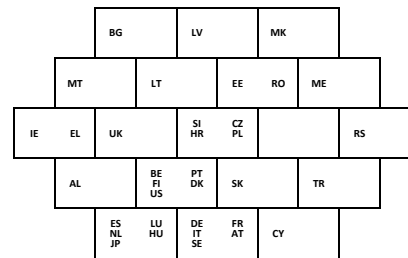 BG LV MK
MT LT EE RO ME
IE EL UK SI CZ RS
HR PL
AL BE PT SK TR
FI DK
US
ES LU DE FR CY
NL HU IT AT
JP SE